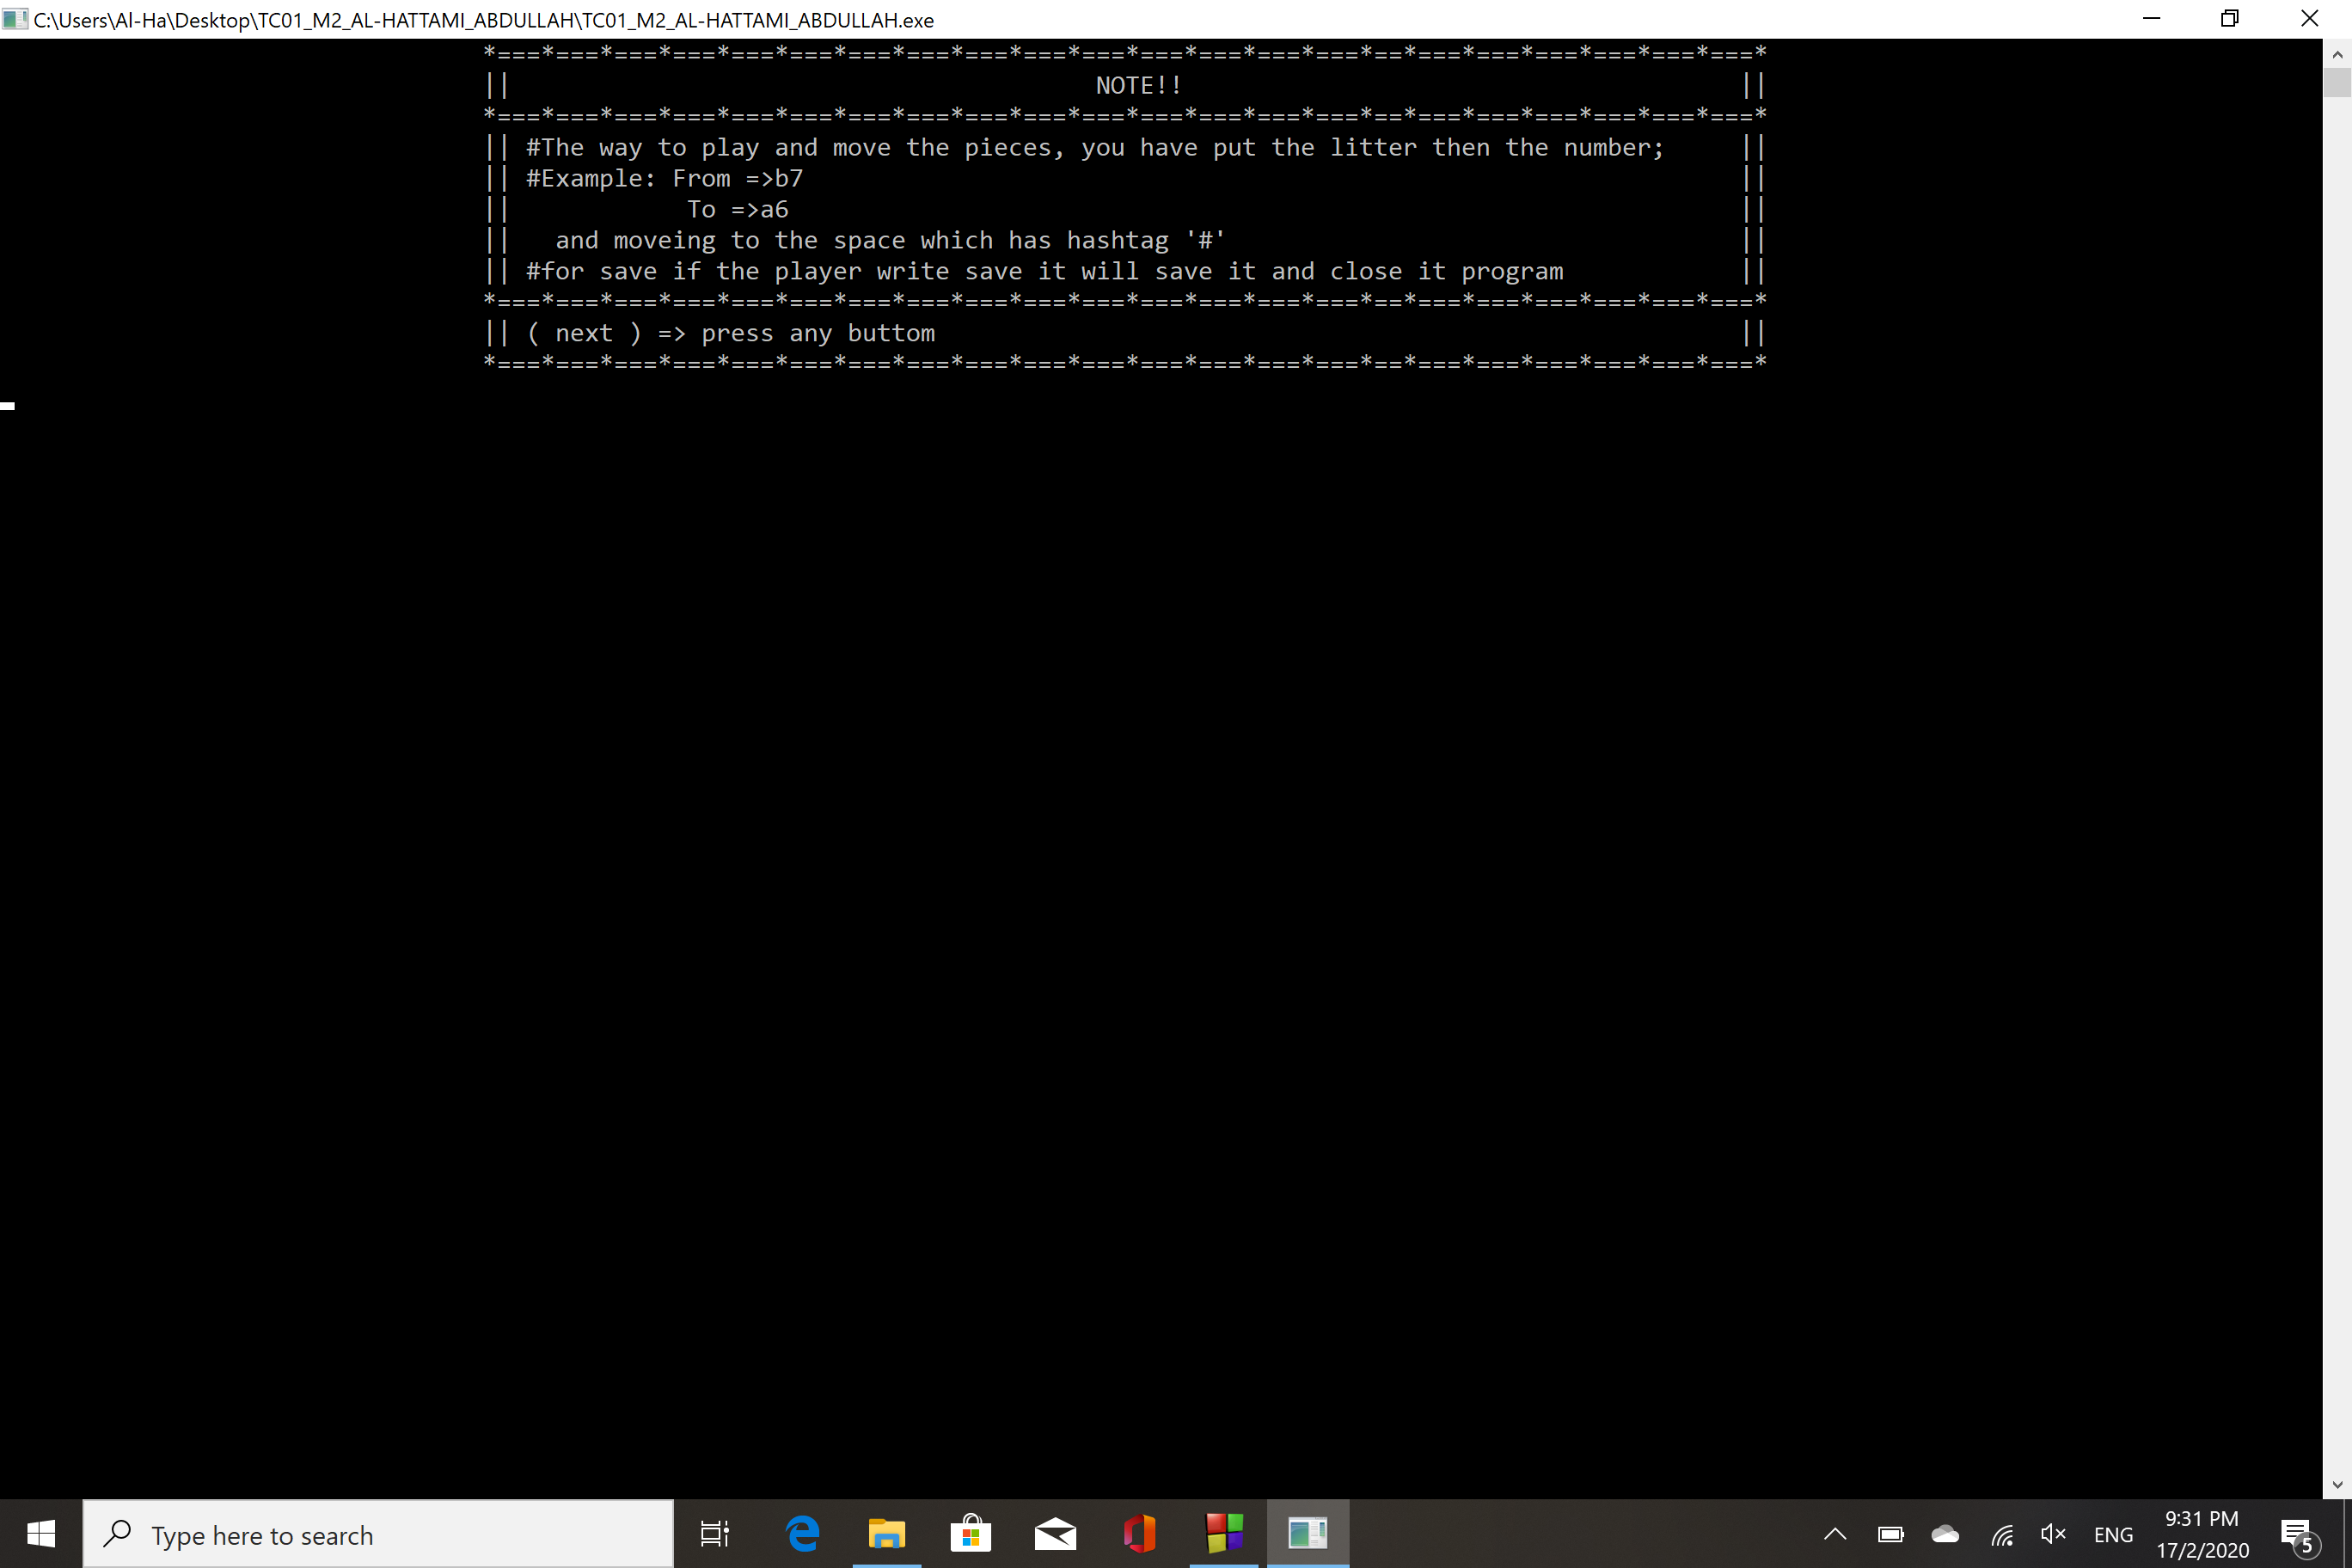 C:\Users\Al-Ha\Desktop\TC01_M2_AL-HATTAMI_ABDULLAH\TC01_M2_AL-HATTAMI_ABDULLAH.exe
*===*===*===*===*===*===*===*===*===*===*===*===*===*===*===*==*===*===*===*===*===*===*
|| NOTE!! ||
*===*===*===*===*===*===*===*===*===*===*===*===*===*===*===*==*===*===*===*===*===*===*
|| #The way to play and move the pieces, you have put the litter then the number; ||
|| #Example: From =>b7 ||
|| To =>a6 ||
|| and moveing to the space which has hashtag '#' ||
|| #for save if the player write save it will save it and close it program ||
*===*===*===*===*===*===*===*===*===*===*===*===*===*===*===*==*===*===*===*===*===*===*
|| ( next ) => press any buttom ||
*===*===*===*===*===*===*===*===*===*===*===*===*===*===*===*==*===*===*===*===*===*===*
Type here to search
ENG
9:31 PM
17/2/2020
5